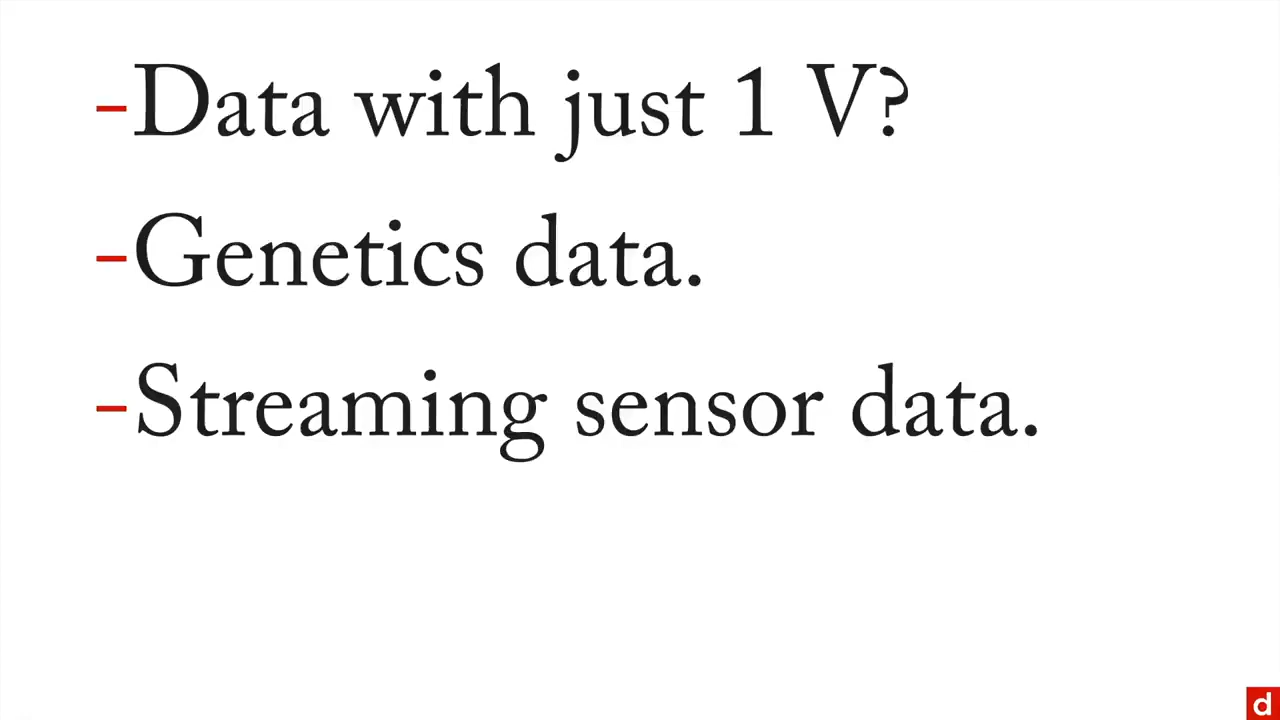 -Data with just 1 V?
-Genetics data.
-Streaming sensor data.
d